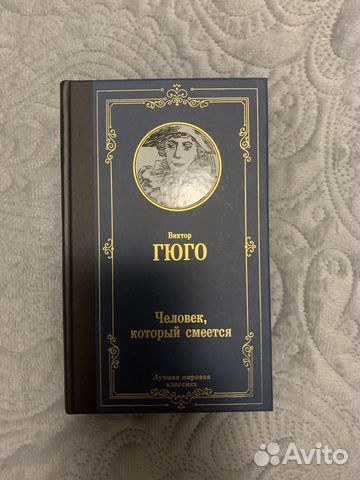 Виктор
ГЮГО
Человек,
который смеется
Лучшая мировая
классика
Avito